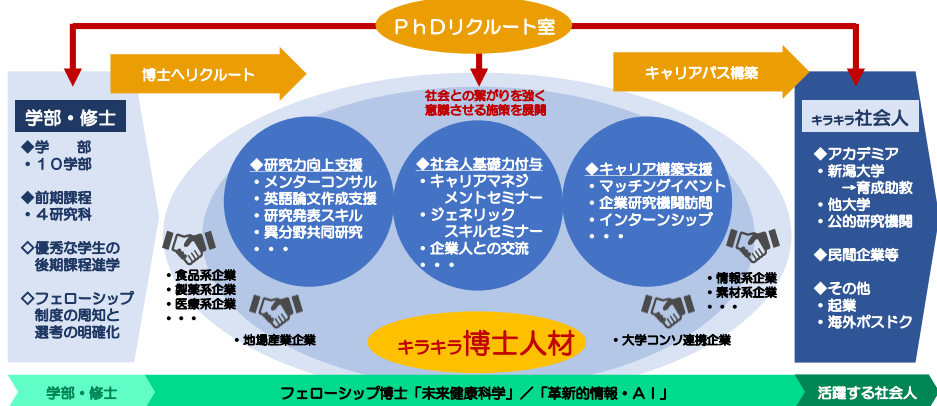 PhDリクルート室
博士へリクルート
キャリアパス構築
社会との繋がりを強く
意識させる施策を展開
学部・修士
◆学　　部
・10学部
◆前期課程
・4研究科
◇優秀な学生の
後期課程進学
◇フェローシップ
制度の周知と
選考の明確化
◆研究力向上支援
・メンターコンサル
・英語論文作成支援
・研究発表スキル
・異分野共同研究
・・・
◆社会人基礎力付与
・キャリアマネジ
メントセミナー
・ジェネリック
スキルセミナー
・企業人との交流
・・・
◆キャリア構築支援
・マッチングイベント
・企業研究機関訪問
・インターンシップ
・・・
キラキラ社会人
◆アカデミア
・新潟大学
→育成助教
・他大学
・公的研究機関
◆民間企業等
◆その他
・起業
・海外ポスドク
・食品系企業
・製薬系企業
・医療系企業
・・・
・地場産業企業
・情報系企業
・素材系企業
・・・
・大学コンソ連携企業
キラキラ博士人材
学部・修士
フェローシップ博士「未来健康科学」／「革新的情報・AI」
活躍する社会人